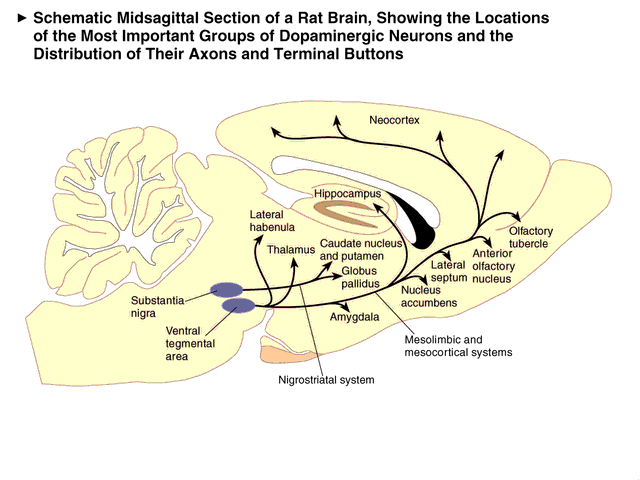 ► Schematic Midsagittal Section of a Rat Brain, Showing the Locations
of the Most Important Groups of Dopaminergic Neurons and the
Distribution of Their Axons and Terminal Buttons
Neocortex
Hippocampus
Lateral
habenula
Thalamus
Caudate nucleus
and putamen
Globus
pallidus
Olfactory
tubercle
Anterior
olfactory
nucleus
Lateral
septum
Nucleus
accumbens
Substantia
nigra
Amygdala
Ventral
tegmental
area
Mesolimbic and
mesocortical systems
Nigrostriatal system